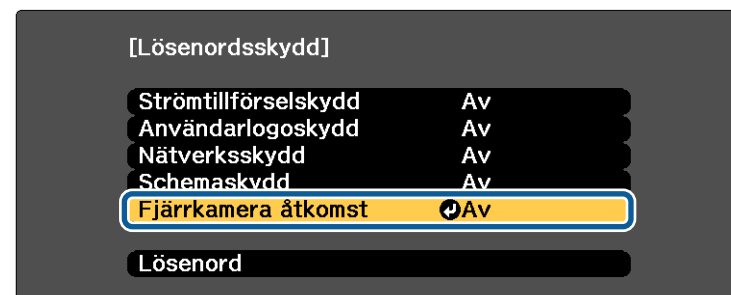 [Lösenordsskydd]
Strömtillförselskydd Av
Användarlogoskydd Av
Nätverksskydd Av
Schemaskydd Av
Fjärrkamera åtkomst Av
Lösenord